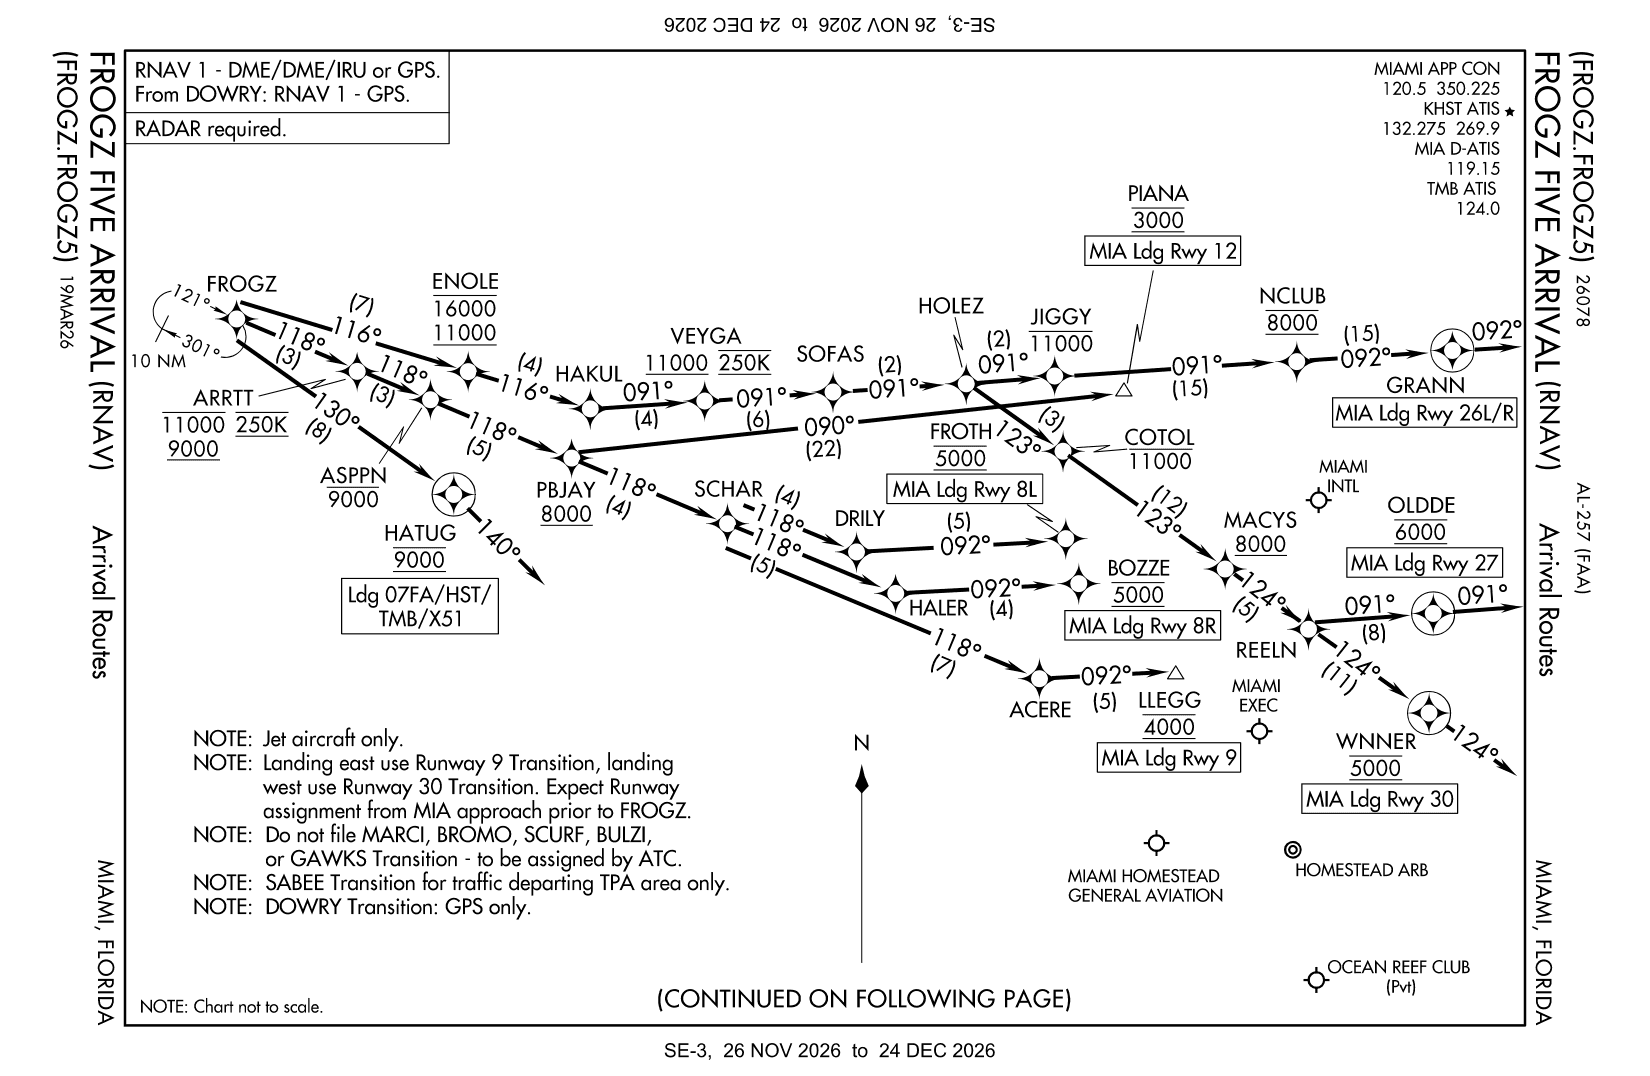 SE-3, 26 NOV 2026 to 24 DEC 2026
(FROGZ.FROGZ5) 19MAR26
FROGZ FIVE ARRIVAL (RNAV) Arrival Routes
MIAMI, FLORIDA
(FROGZ.FROGZ5) 26078
FROGZ FIVE ARRIVAL (RNAV) Arrival Routes
AL-257 (FAA)
MIAMI, FLORIDA
RNAV 1 - DME/DME/IRU or GPS.
From DOWRY: RNAV 1 - GPS.
RADAR required.
MIAMI APP CON
120.5 350.225
KHST ATIS ★
132.275 269.9
MIA D-ATIS
119.15
TMB ATIS
124.0
PIANA
3000
MIA Ldg Rwy 12
FROGZ
121°
301°
10 NM
118°
(3)
(7)
116°
ENOLE
16000
11000
(4)
116°
HAKUL
091°
(4)
VEYGA
11000 250K
091°
(6)
SOFAS
(2)
091°
HOLEZ
(2)
091°
JIGGY
11000
091°
(15)
NCLUB
8000
(15)
092°
092°
GRANN
MIA Ldg Rwy 26L/R
ARRTT
11000 250K
9000
118°
(3)
130°
(8)
ASPPN
9000
118°
(5)
HATUG
9000
Ldg 07FA/HST/
TMB/X51
140°
PBJAY
8000
090°
(22)
118°
(4)
SCHAR
(4)
118°
118°
(5)
DRILY
(5)
092°
FROTH
5000
MIA Ldg Rwy 8L
HALER
092°
(4)
BOZZE
5000
MIA Ldg Rwy 8R
118°
(7)
ACERE
092°
(5)
LLEGG
4000
MIA Ldg Rwy 9
(3)
123°
COTOL
11000
(12)
123°
MACYS
8000
124°
(5)
REELN
091°
(8)
OLDDE
6000
MIA Ldg Rwy 27
091°
124°
(11)
WNNER
5000
MIA Ldg Rwy 30
124°
MIAMI
INTL
MIAMI
EXEC
MIAMI HOMESTEAD
GENERAL AVIATION
HOMESTEAD ARB
OCEAN REEF CLUB
(Pvt)
N
NOTE: Jet aircraft only.
NOTE: Landing east use Runway 9 Transition, landing
west use Runway 30 Transition. Expect Runway
assignment from MIA approach prior to FROGZ.
NOTE: Do not file MARCI, BROMO, SCURF, BULZI,
or GAWKS Transition - to be assigned by ATC.
NOTE: SABEE Transition for traffic departing TPA area only.
NOTE: DOWRY Transition: GPS only.
NOTE: Chart not to scale.
(CONTINUED ON FOLLOWING PAGE)
SE-3, 26 NOV 2026 to 24 DEC 2026